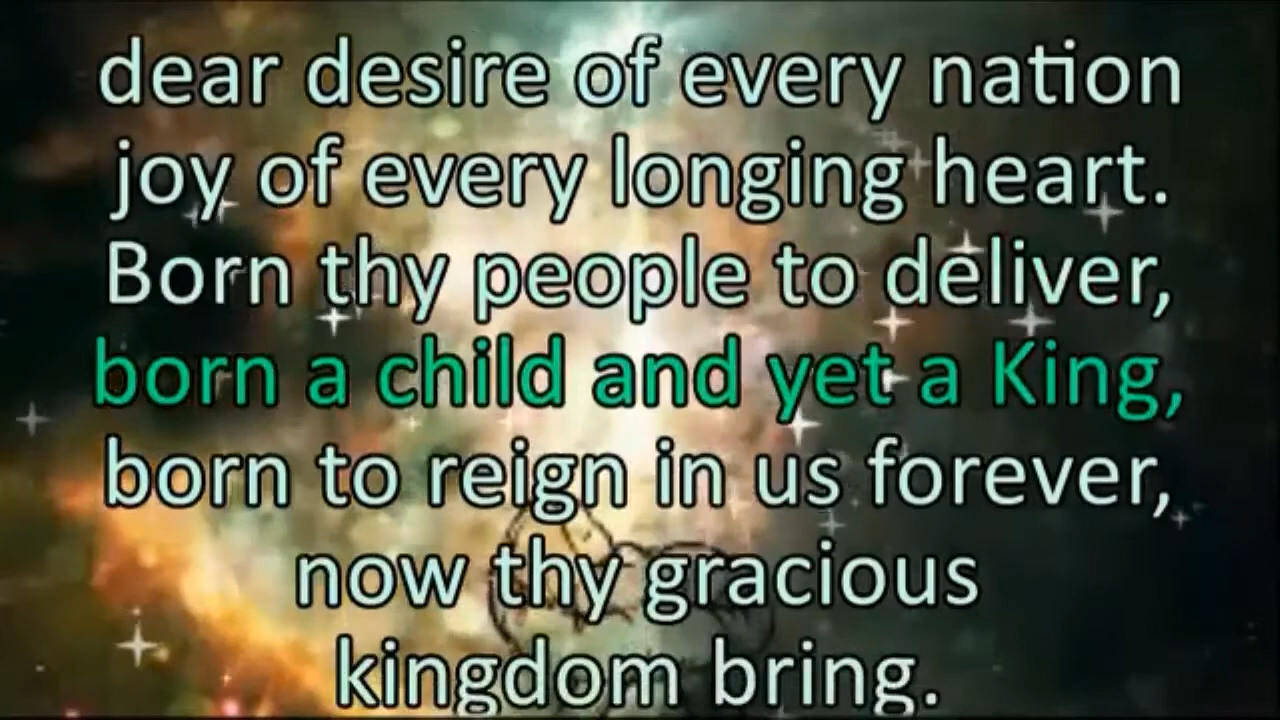 dear desire of every nation
joy of every longing heart.
Born thy people to deliver,
born a child and yet a King,
born to reign in us forever,
now thy gracious
kingdom bring.